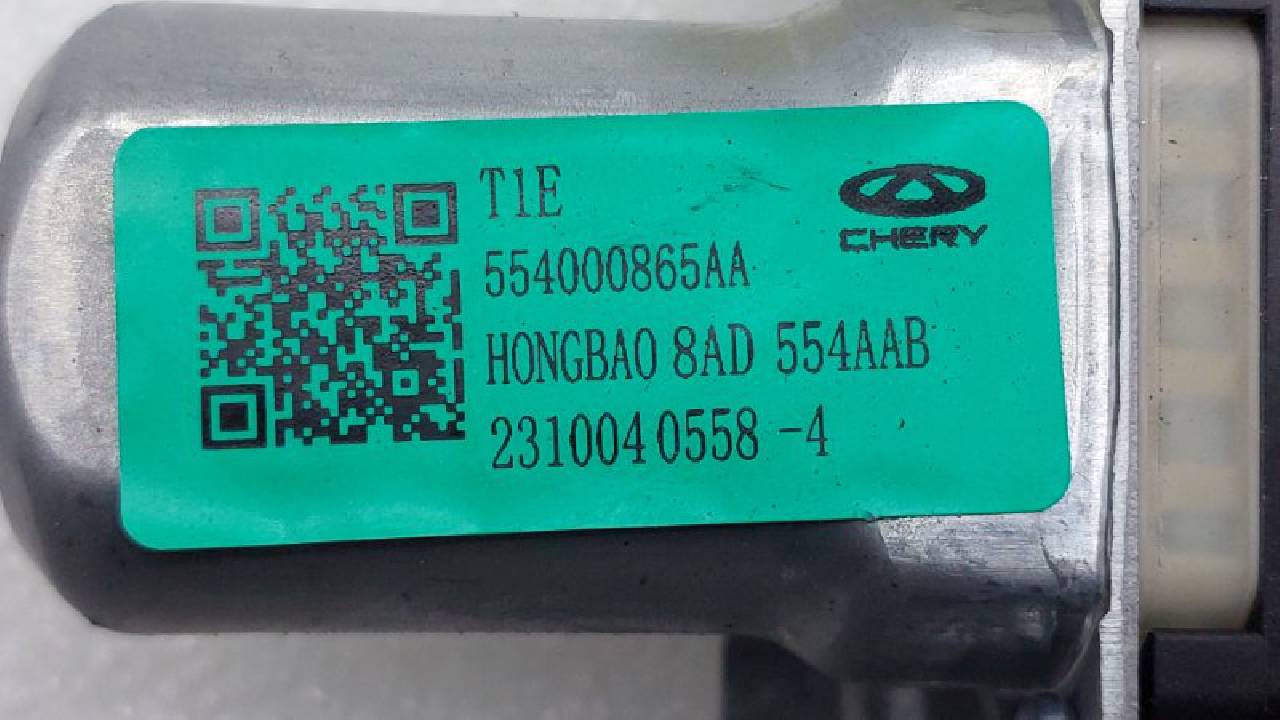 T1E
CHERY
554000865AA
HONGBAO 8AD 554AAB
2310040558-4